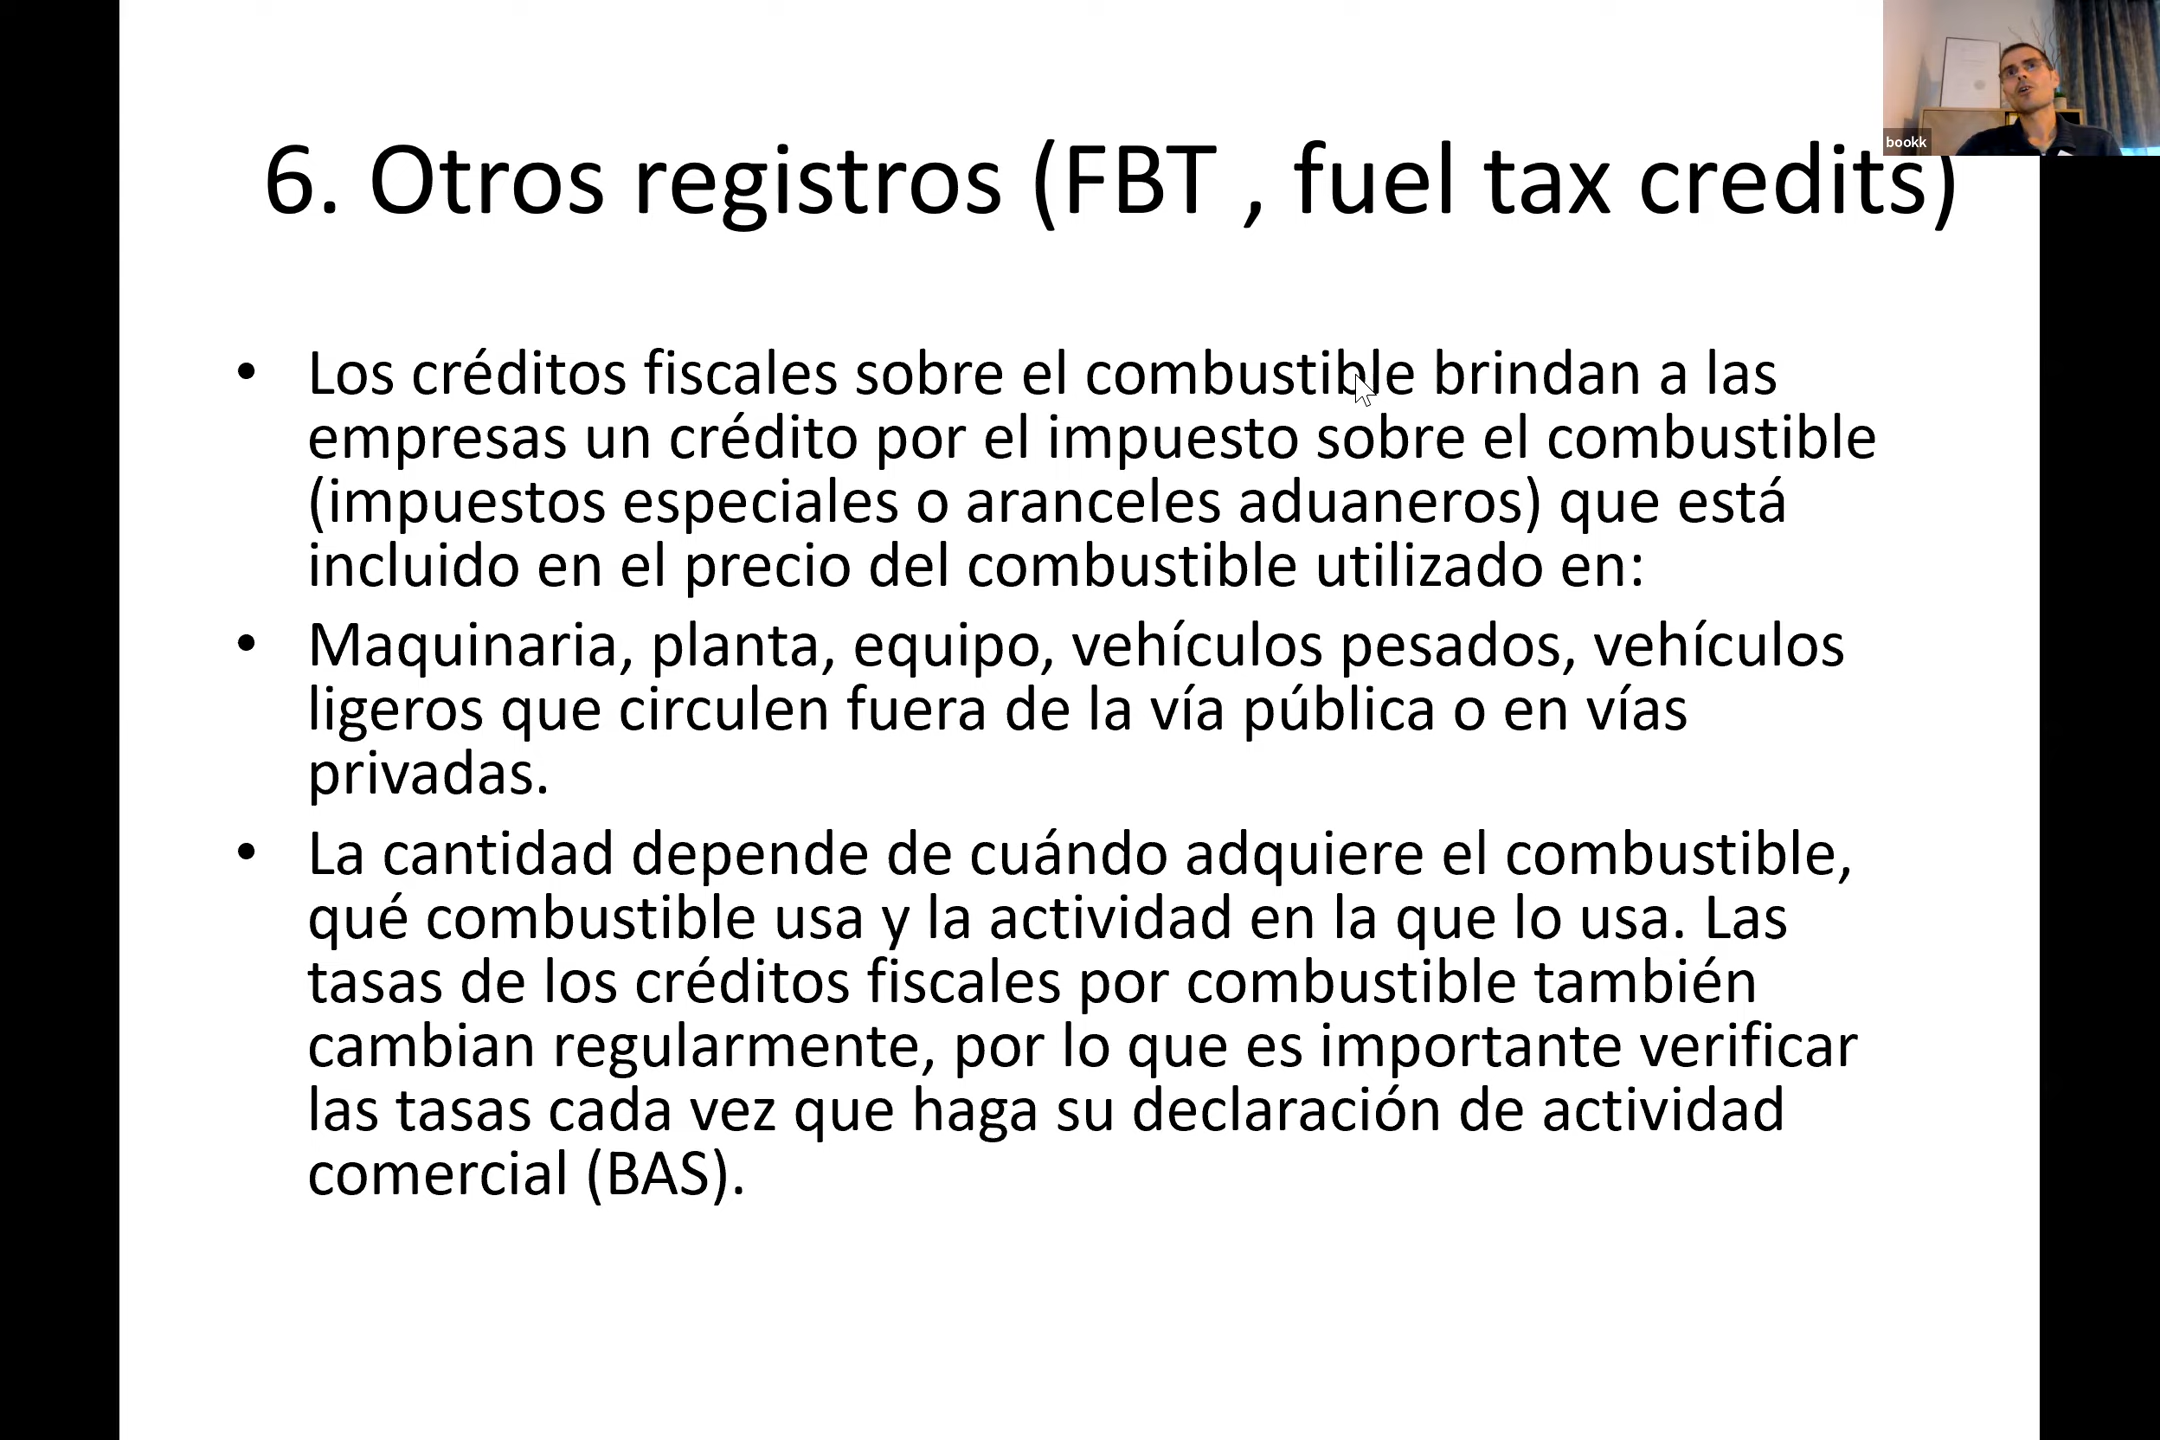 6. Otros registros (FBT , fuel tax credits)
bookk
• Los créditos fiscales sobre el combustible brindan a las
empresas un crédito por el impuesto sobre el combustible
(impuestos especiales o aranceles aduaneros) que está
incluido en el precio del combustible utilizado en:
• Maquinaria, planta, equipo, vehículos pesados, vehículos
ligeros que circulen fuera de la vía pública o en vías
privadas.
• La cantidad depende de cuándo adquiere el combustible,
qué combustible usa y la actividad en la que lo usa. Las
tasas de los créditos fiscales por combustible también
cambian regularmente, por lo que es importante verificar
las tasas cada vez que haga su declaración de actividad
comercial (BAS).